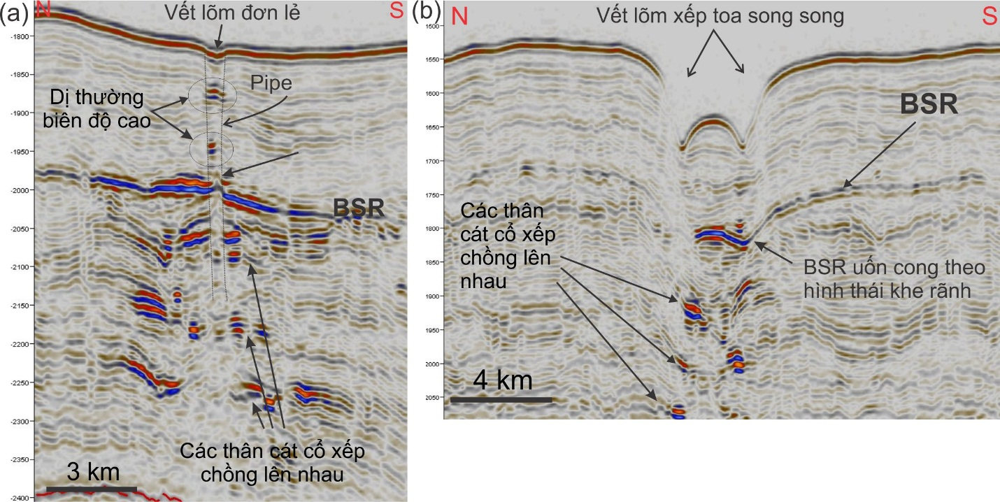 (a)
N
Vết lõm đơn lẻ
S
-1800
-1850
-1900
-1950
-2000
-2050
-2100
-2150
-2200
-2250
-2300
-2350
-2400
Pipe
Dị thường
biên độ cao
BSR
Các thân cát cổ xếp
chồng lên nhau
3 km
(b)
N
Vết lõm xếp toa song song
S
1500
1550
1600
1650
1700
1750
1800
1850
1900
1950
2000
2050
BSR
Các thân
cát cổ xếp
chồng lên
nhau
BSR uốn cong theo
hình thái khe rãnh
4 km